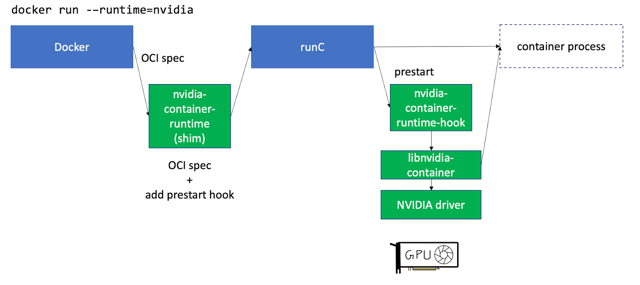 docker run --runtime=nvidia
Docker
OCI spec
nvidia-
container-
runtime
(shim)
OCI spec
+
add prestart hook
runC
prestart
nvidia-
container-
runtime-hook
libnvidia-
container
NVIDIA driver
GPU
container process